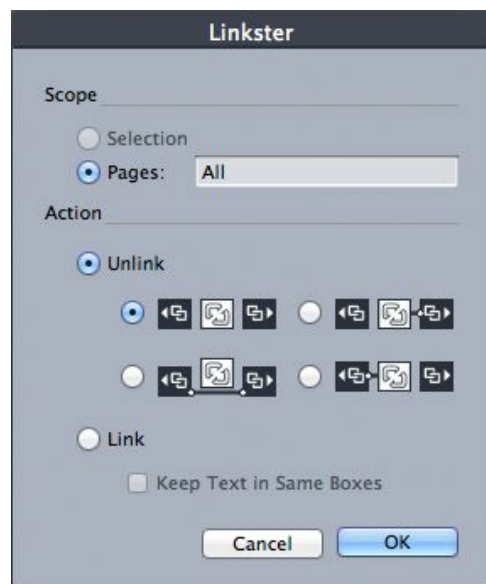 Linkster
Scope
Selection
Pages: All
Action
Unlink
Link
Keep Text in Same Boxes
Cancel OK